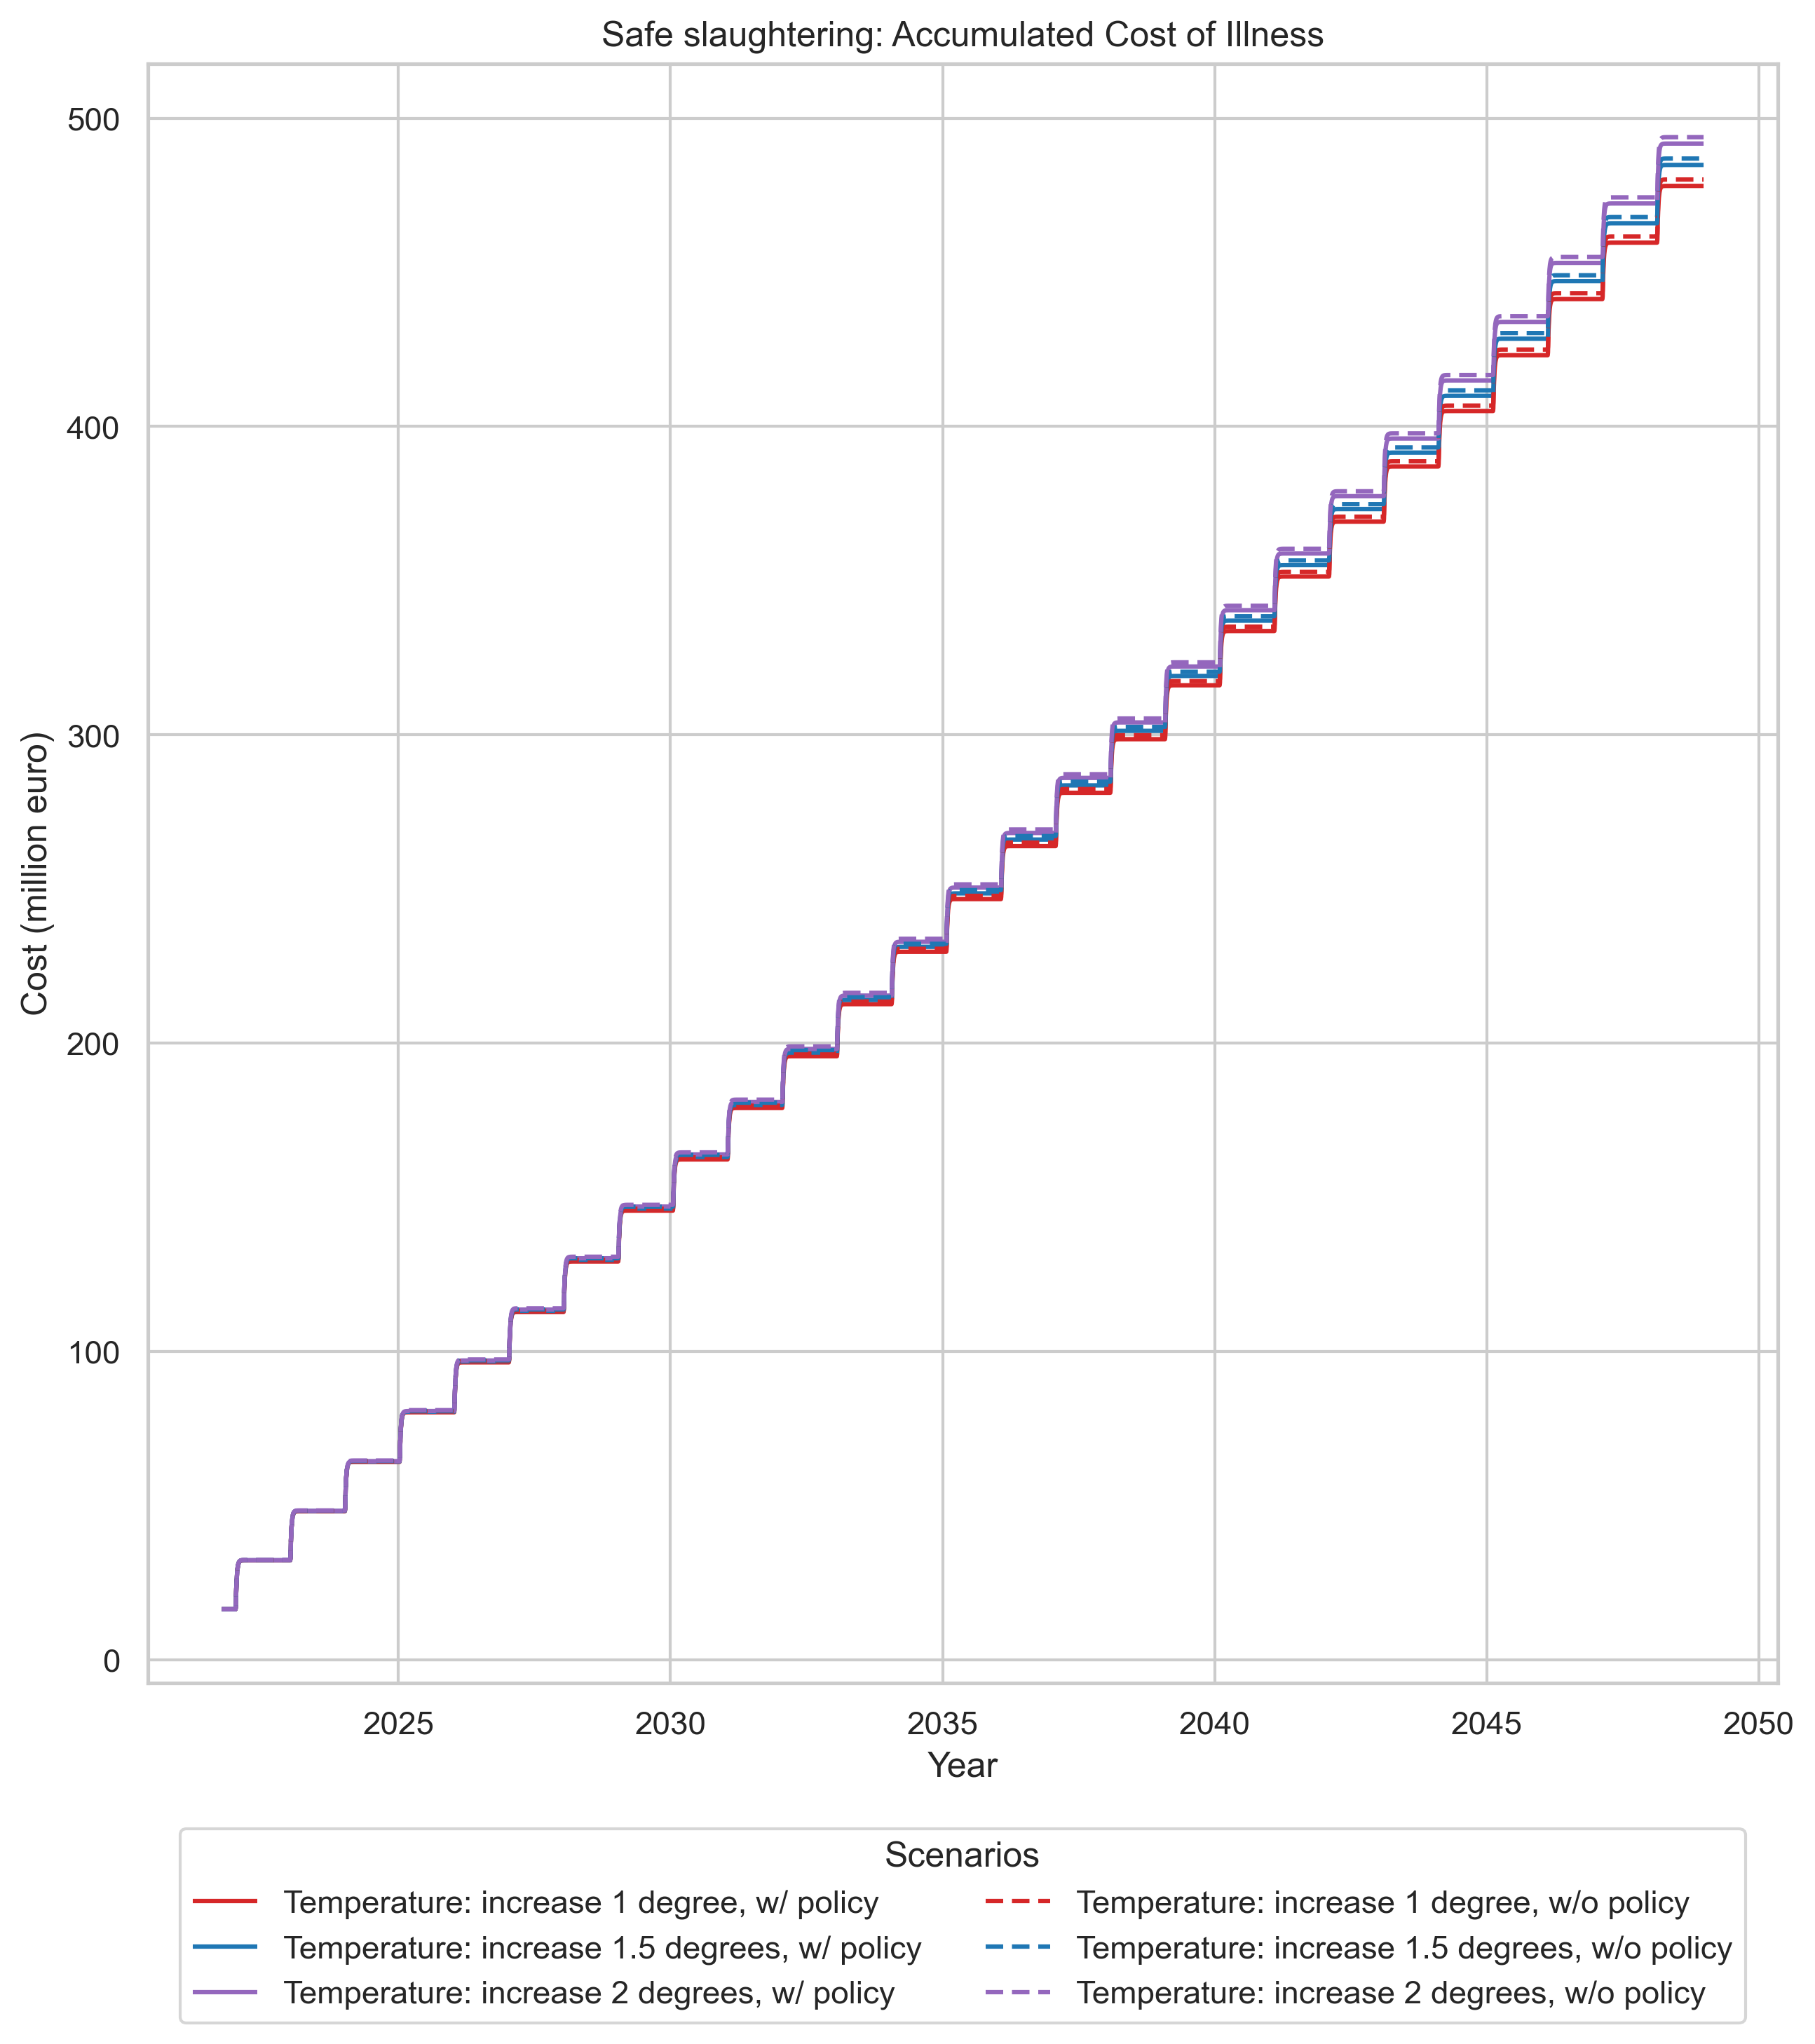 Safe slaughtering: Accumulated Cost of Illness
500
400
300
200
100
0
Cost (million euro)
2025 2030 2035 2040 2045 2050
Year
Scenarios
Temperature: increase 1 degree, w/ policy
Temperature: increase 1.5 degrees, w/ policy
Temperature: increase 2 degrees, w/ policy
Temperature: increase 1 degree, w/o policy
Temperature: increase 1.5 degrees, w/o policy
Temperature: increase 2 degrees, w/o policy